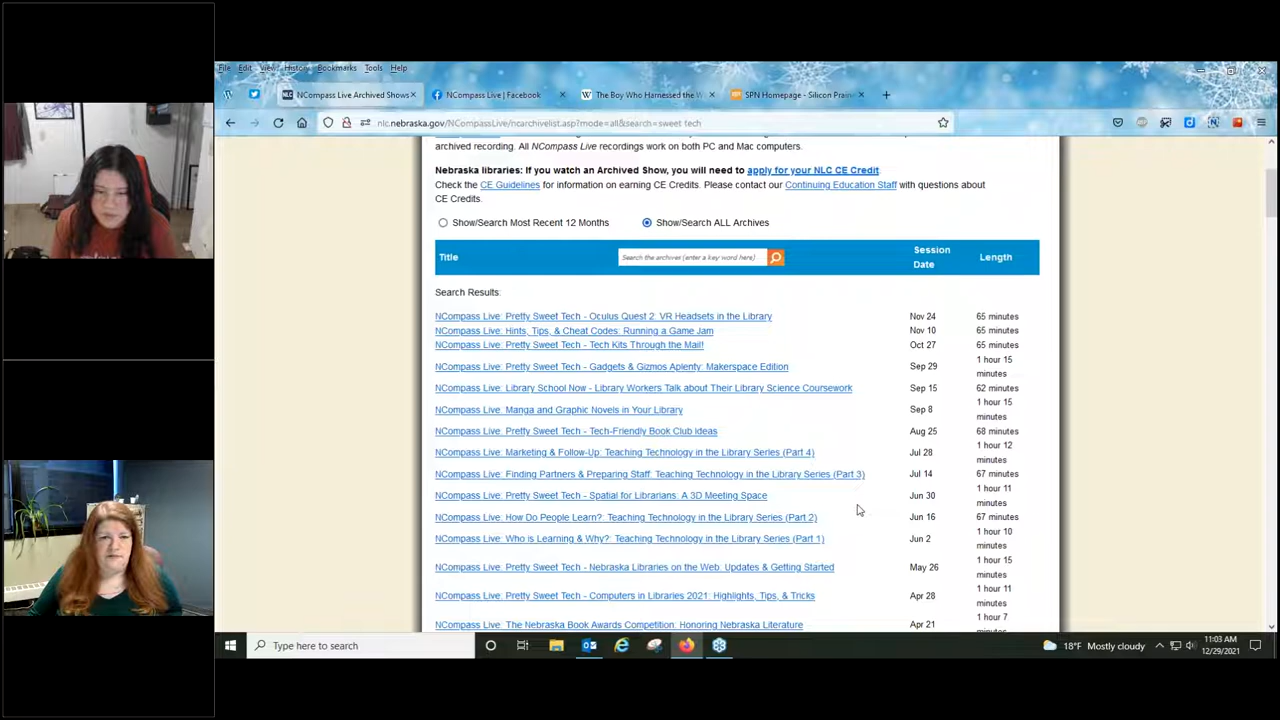 File Edit View History Bookmarks Tools Help
NCompass Live Archived Shows
NCompass Live | Facebook
The Boy Who Harnessed the W
SPN Homepage - Silicon Prairie
nlc.nebraska.gov/NCompassLive/ncarchivelist.asp?mode=all&search=sweet tech
archived recording. All NCompass Live recordings work on both PC and Mac computers.
Nebraska libraries: If you watch an Archived Show, you will need to apply for your NLC CE Credit.
Check the CE Guidelines for information on earning CE Credits. Please contact our Continuing Education Staff with questions about
CE Credits.
Show/Search Most Recent 12 Months Show/Search ALL Archives
Title Search the archives (enter a key word here) Session Date Length
Search Results:
NCompass Live: Pretty Sweet Tech - Oculus Quest 2: VR Headsets in the Library Nov 24 65 minutes
NCompass Live: Hints, Tips, & Cheat Codes: Running a Game Jam Nov 10 65 minutes
NCompass Live: Pretty Sweet Tech - Tech Kits Through the Mail! Oct 27 65 minutes
NCompass Live: Pretty Sweet Tech - Gadgets & Gizmos Aplenty: Makerspace Edition Sep 29 1 hour 15 minutes
NCompass Live: Library School Now - Library Workers Talk about Their Library Science Coursework Sep 15 62 minutes
NCompass Live: Manga and Graphic Novels in Your Library Sep 8 1 hour 15 minutes
NCompass Live: Pretty Sweet Tech - Tech-Friendly Book Club Ideas Aug 25 68 minutes
NCompass Live: Marketing & Follow-Up: Teaching Technology in the Library Series (Part 4) Jul 28 1 hour 12 minutes
NCompass Live: Finding Partners & Preparing Staff: Teaching Technology in the Library Series (Part 3) Jul 14 67 minutes
NCompass Live: Pretty Sweet Tech - Spatial for Librarians: A 3D Meeting Space Jun 30 1 hour 11 minutes
NCompass Live: How Do People Learn?: Teaching Technology in the Library Series (Part 2) Jun 16 67 minutes
NCompass Live: Who is Learning & Why?: Teaching Technology in the Library Series (Part 1) Jun 2 1 hour 10 minutes
NCompass Live: Pretty Sweet Tech - Nebraska Libraries on the Web: Updates & Getting Started May 26 1 hour 15 minutes
NCompass Live: Pretty Sweet Tech - Computers in Libraries 2021: Highlights, Tips, & Tricks Apr 28 1 hour 11 minutes
NCompass Live: The Nebraska Book Awards Competition: Honoring Nebraska Literature Apr 21 1 hour 7 minutes
Type here to search
18°F Mostly cloudy
11:03 AM
12/29/2021